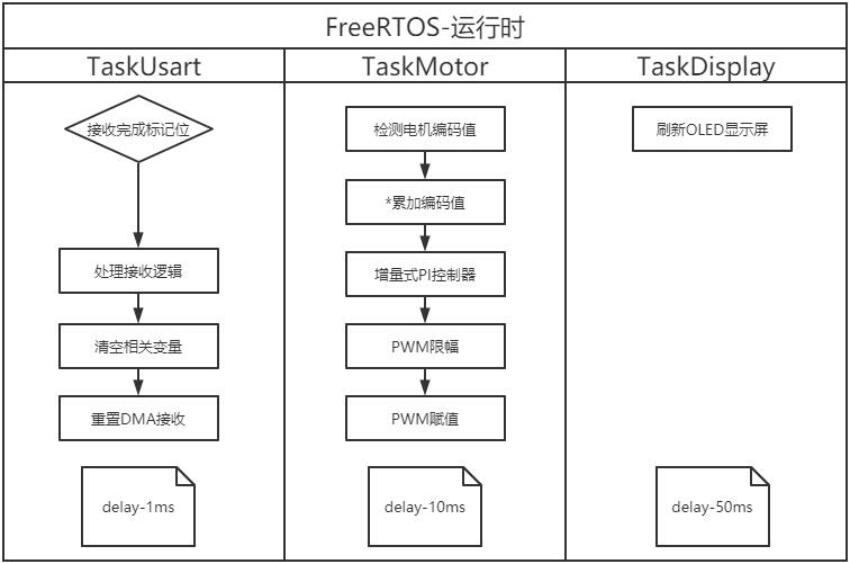 FreeRTOS-运行时
TaskUsart
TaskMotor
TaskDisplay
接收完成标记位
处理接收逻辑
清空相关变量
重置DMA接收
delay-1ms
检测电机编码值
*累加编码值
增量式PI控制器
PWM限幅
PWM赋值
delay-10ms
刷新OLED显示屏
delay-50ms